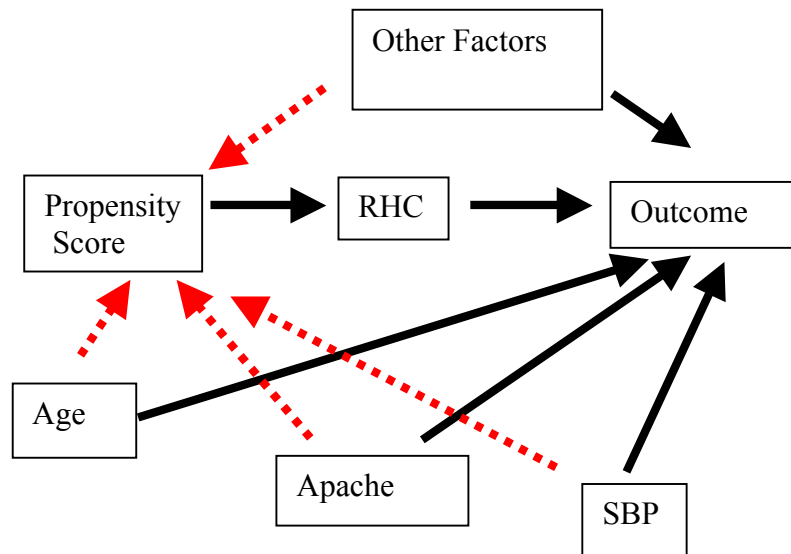 Other Factors
Propensity
Score
RHC
Outcome
Age
Apache
SBP